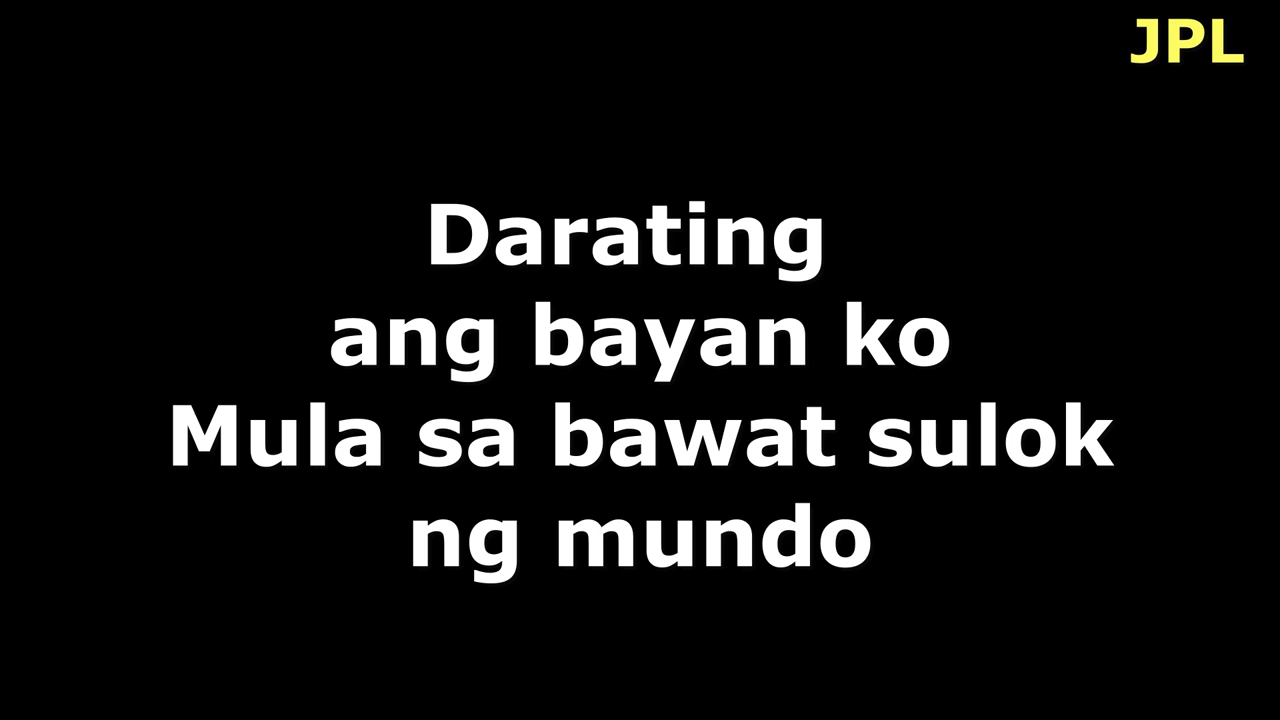 JPL
Darating
ang bayan ko
Mula sa bawat sulok
ng mundo